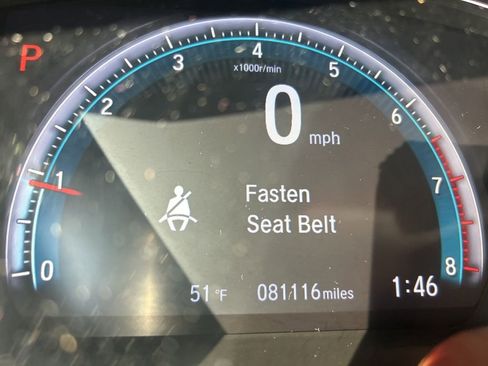 P
4
3
5
x1000r/min
2
6
0 mph
1
7
Fasten
Seat Belt
0
8
51°F 081116 miles 1:46